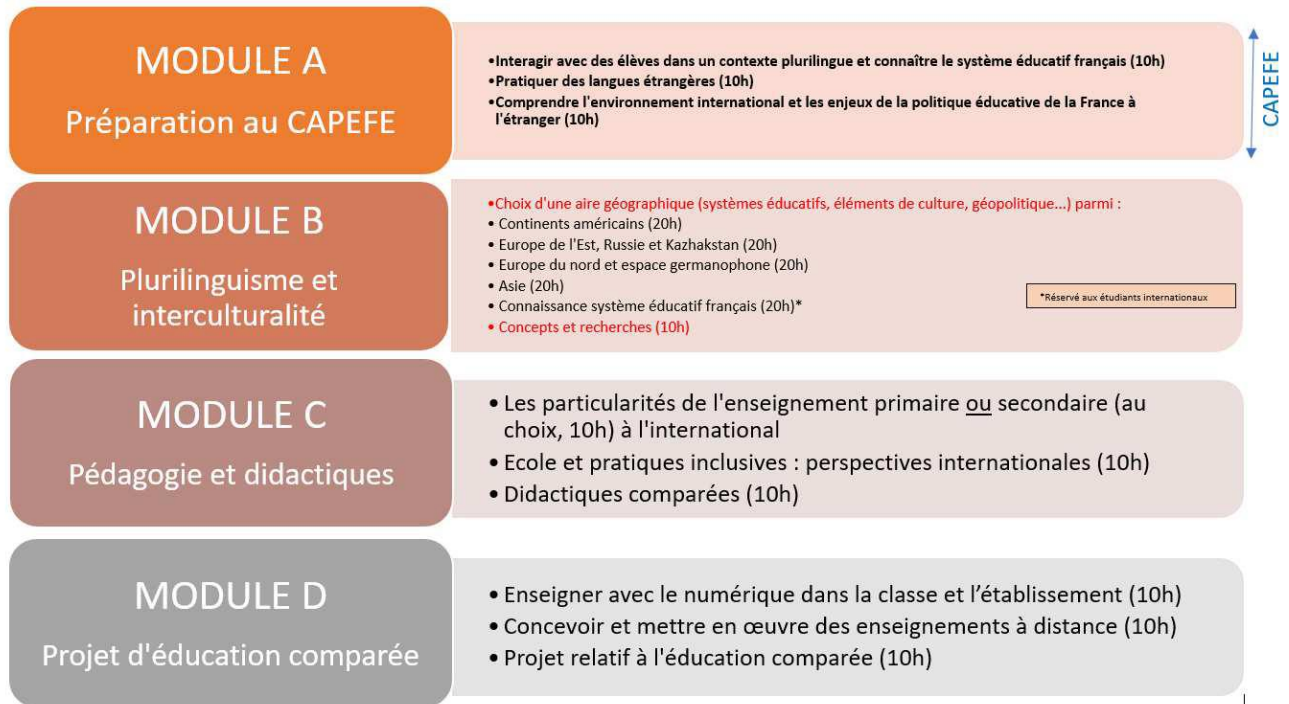 MODULE A
Préparation au CAPEFE
•Interagir avec des élèves dans un contexte plurilingue et connaître le système éducatif français (10h)
•Pratiquer des langues étrangères (10h)
•Comprendre l'environnement international et les enjeux de la politique éducative de la France à
l'étranger (10h)
CAPEFE
MODULE B
Plurilinguisme et
interculturalité
•Choix d'une aire géographique (systèmes éducatifs, éléments de culture, géopolitique...) parmi :
• Continents américains (20h)
• Europe de l'Est, Russie et Kazhakstan (20h)
• Europe du nord et espace germanophone (20h)
• Asie (20h)
• Connaissance système éducatif français (20h)*
• Concepts et recherches (10h)
*Réservé aux étudiants internationaux
MODULE C
Pédagogie et didactiques
• Les particularités de l'enseignement primaire ou secondaire (au
choix, 10h) à l'international
• Ecole et pratiques inclusives : perspectives internationales (10h)
• Didactiques comparées (10h)
MODULE D
Projet d'éducation comparée
• Enseigner avec le numérique dans la classe et l’établissement (10h)
• Concevoir et mettre en œuvre des enseignements à distance (10h)
• Projet relatif à l'éducation comparée (10h)